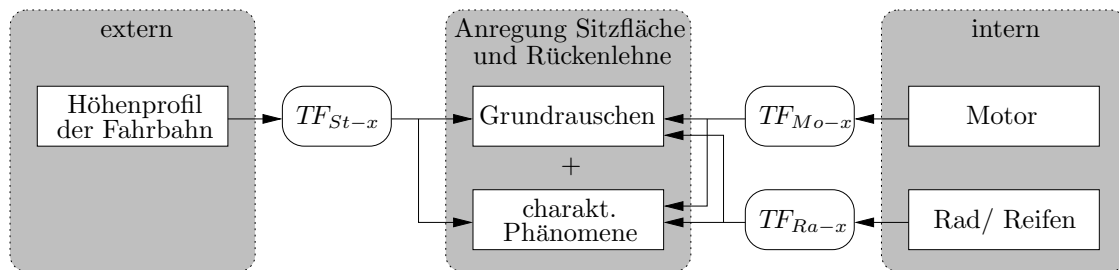 extern
Höhenprofil
der Fahrbahn
TF_{St-x}
Anregung Sitzfläche
und Rückenlehne
Grundrauschen
+
charakt.
Phänomene
intern
TF_{Mo-x}
Motor
TF_{Ra-x}
Rad/ Reifen